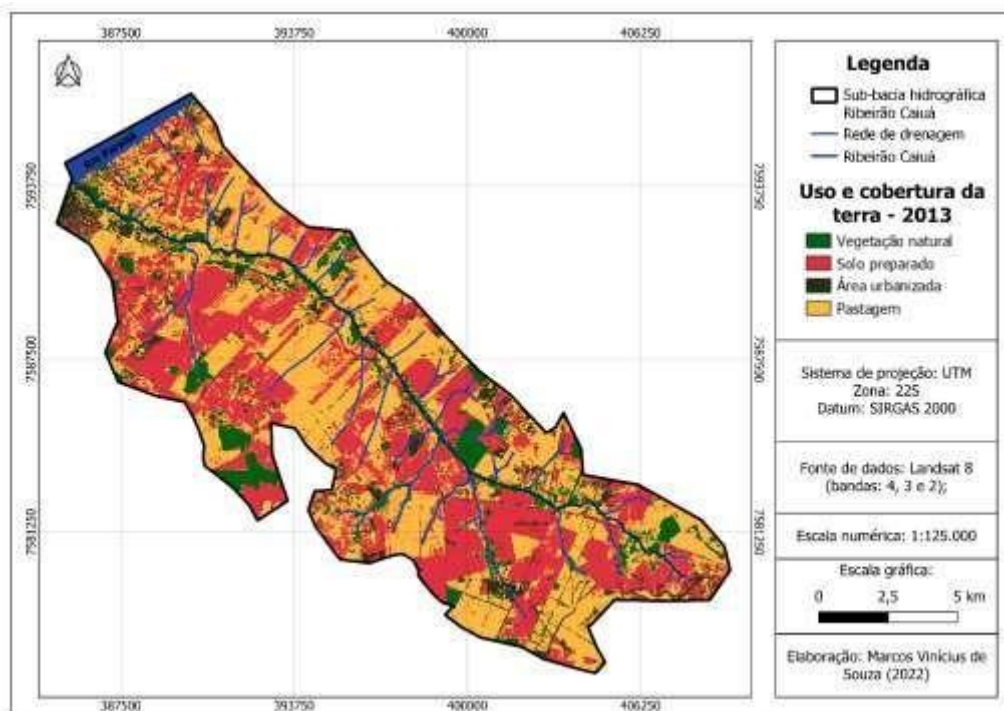 387500 393750 400000 406250
Rio Paraná
7593750 7593750
7587500 7587500
7581250 7581250
387500 393750 400000 406250
Legenda
Sub-bacia hidrográfica
Ribeirão Caiuá
Rede de drenagem
Ribeirão Caiuá
Uso e cobertura da
terra - 2013
Vegetação natural
Solo preparado
Área urbanizada
Pastagem
Sistema de projeção: UTM
Zona: 22S
Datum: SIRGAS 2000
Fonte de dados: Landsat 8
(bandas: 4, 3 e 2);
Escala numérica: 1:125.000
Escala gráfica:
0 2,5 5 km
Elaboração: Marcos Vinícius de
Souza (2022)